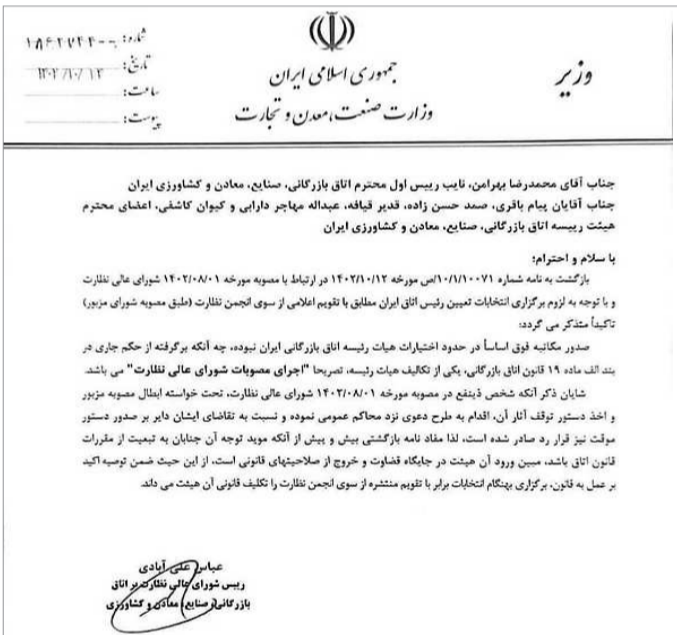 شماره: ۱۸۶۲۷۴۴۰۰
تاریخ: ۱۴۰۲/۱۰/۱۳
ساعت:
پیوست:
جمهوری اسلامی ایران
وزارت صنعت، معدن و تجارت
وزیر
جناب آقای محمدرضا بهرامن، نایب رییس اول محترم اتاق بازرگانی، صنایع، معادن و کشاورزی ایران
جناب آقایان پیام باقری، صمد حسن زاده، قدیر قیافه، عبداله مهاجر دارابی و کیوان کاشفی، اعضای محترم
هیئت رییسه اتاق بازرگانی، صنایع، معادن و کشاورزی ایران
با سلام و احترام؛
بازگشت به نامه شماره ۱۰/۱/۱۰۰۷۱/ص مورخه ۱۴۰۲/۱۰/۱۲ در ارتباط با مصوبه مورخه ۱۴۰۲/۰۸/۰۱ شورای عالی نظارت
و با توجه به لزوم برگزاری انتخابات تعیین رئیس اتاق ایران مطابق با تقویم اعلامی از سوی انجمن نظارت (طبق مصوبه شورای مزبور)
تاکیداً متذکر می گردد؛
صدور مکاتبه فوق اساساً در حدود اختیارات هیات رئیسه اتاق بازرگانی ایران نبوده، چه آنکه برگرفته از حکم جاری در
بند الف ماده ۱۹ قانون اتاق بازرگانی، یکی از تکالیف هیات رئیسه، تصریحا "اجرای مصوبات شورای عالی نظارت" می باشد.
شایان ذکر آنکه شخص ذینفع در مصوبه مورخه ۱۴۰۲/۰۸/۰۱ شورای عالی نظارت، تحت خواسته ابطال مصوبه مزبور
و اخذ دستور توقف آثار آن، اقدام به طرح دعوی نزد محاکم عمومی نموده و نسبت به تقاضای ایشان دایر بر صدور دستور
موقت نیز قرار رد صادر شده است، لذا مفاد نامه بازگشتی بیش و پیش از آنکه موید توجه آن جنابان به تبعیت از مقررات
قانون اتاق باشد، مبین ورود آن هیئت در جایگاه قضاوت و خروج از صلاحیتهای قانونی است، از این حیث ضمن توصیه اکید
بر عمل به قانون، برگزاری بهنگام انتخابات برابر با تقویم منتشره از سوی انجمن نظارت را تکلیف قانونی آن هیئت می داند.
عباس علی آبادی
رییس شورای عالی نظارت بر اتاق
بازرگانی، صنایع، معادن و کشاورزی